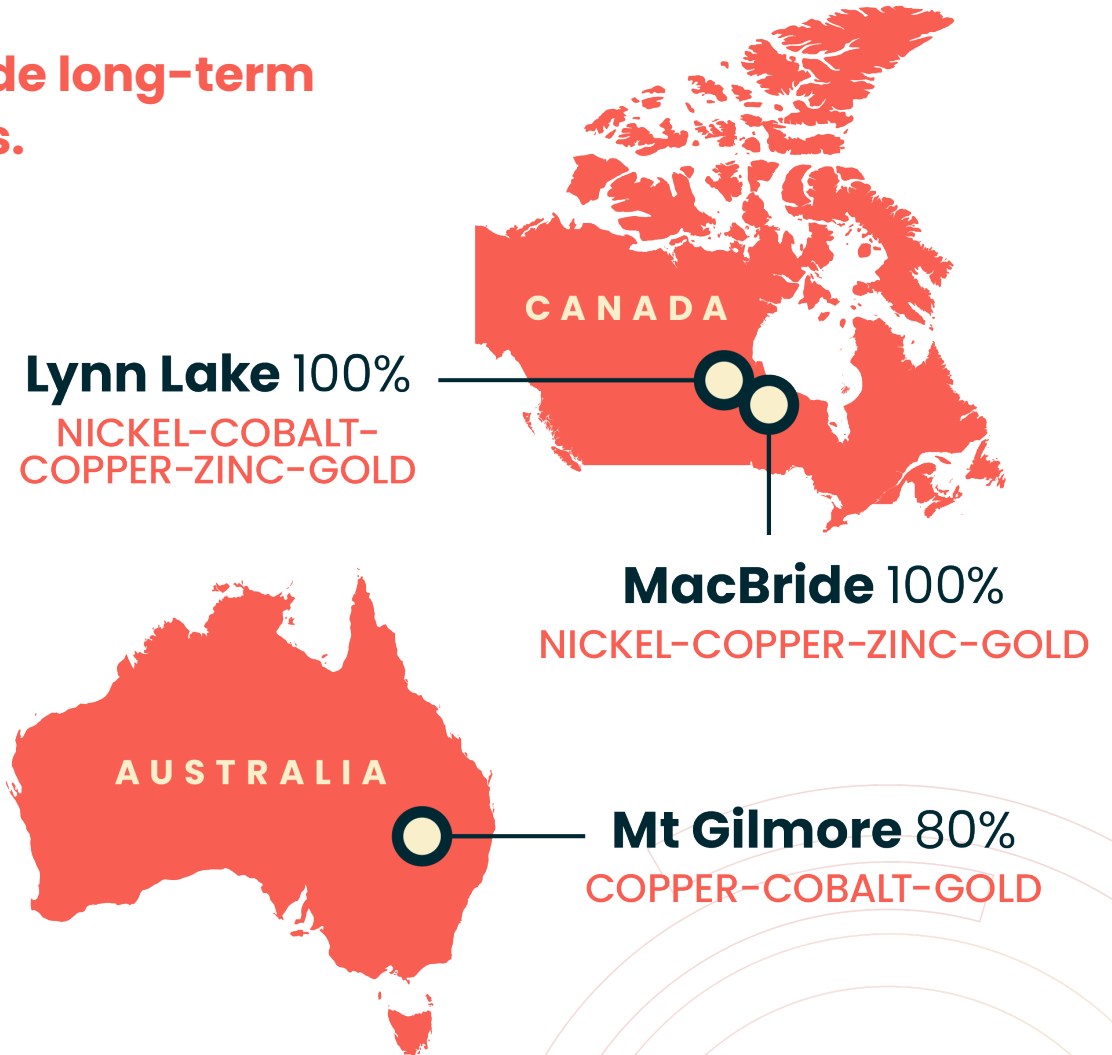 de long-term
s.
CANADA
Lynn Lake 100%
NICKEL-COBALT-
COPPER-ZINC-GOLD
MacBride 100%
NICKEL-COPPER-ZINC-GOLD
AUSTRALIA
Mt Gilmore 80%
COPPER-COBALT-GOLD